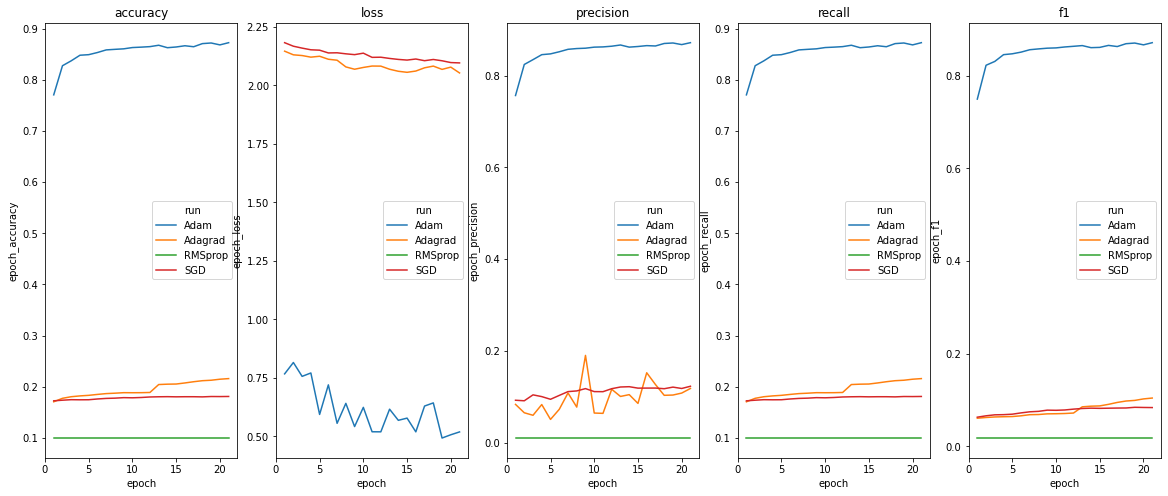 accuracy
epoch_accuracy
0.9
0.8
0.7
0.6
0.5
0.4
0.3
0.2
0.1
0
5
10
15
20
epoch
run
Adam
Adagrad
RMSprop
SGD
loss
epoch_loss
2.25
2.00
1.75
1.50
1.25
1.00
0.75
0.50
0
5
10
15
20
epoch
run
Adam
Adagrad
RMSprop
SGD
precision
epoch_precision
0.8
0.6
0.4
0.2
0.0
0
5
10
15
20
epoch
run
Adam
Adagrad
RMSprop
SGD
recall
epoch_recall
0.9
0.8
0.7
0.6
0.5
0.4
0.3
0.2
0.1
0
5
10
15
20
epoch
run
Adam
Adagrad
RMSprop
SGD
f1
epoch_f1
0.8
0.6
0.4
0.2
0.0
0
5
10
15
20
epoch
run
Adam
Adagrad
RMSprop
SGD